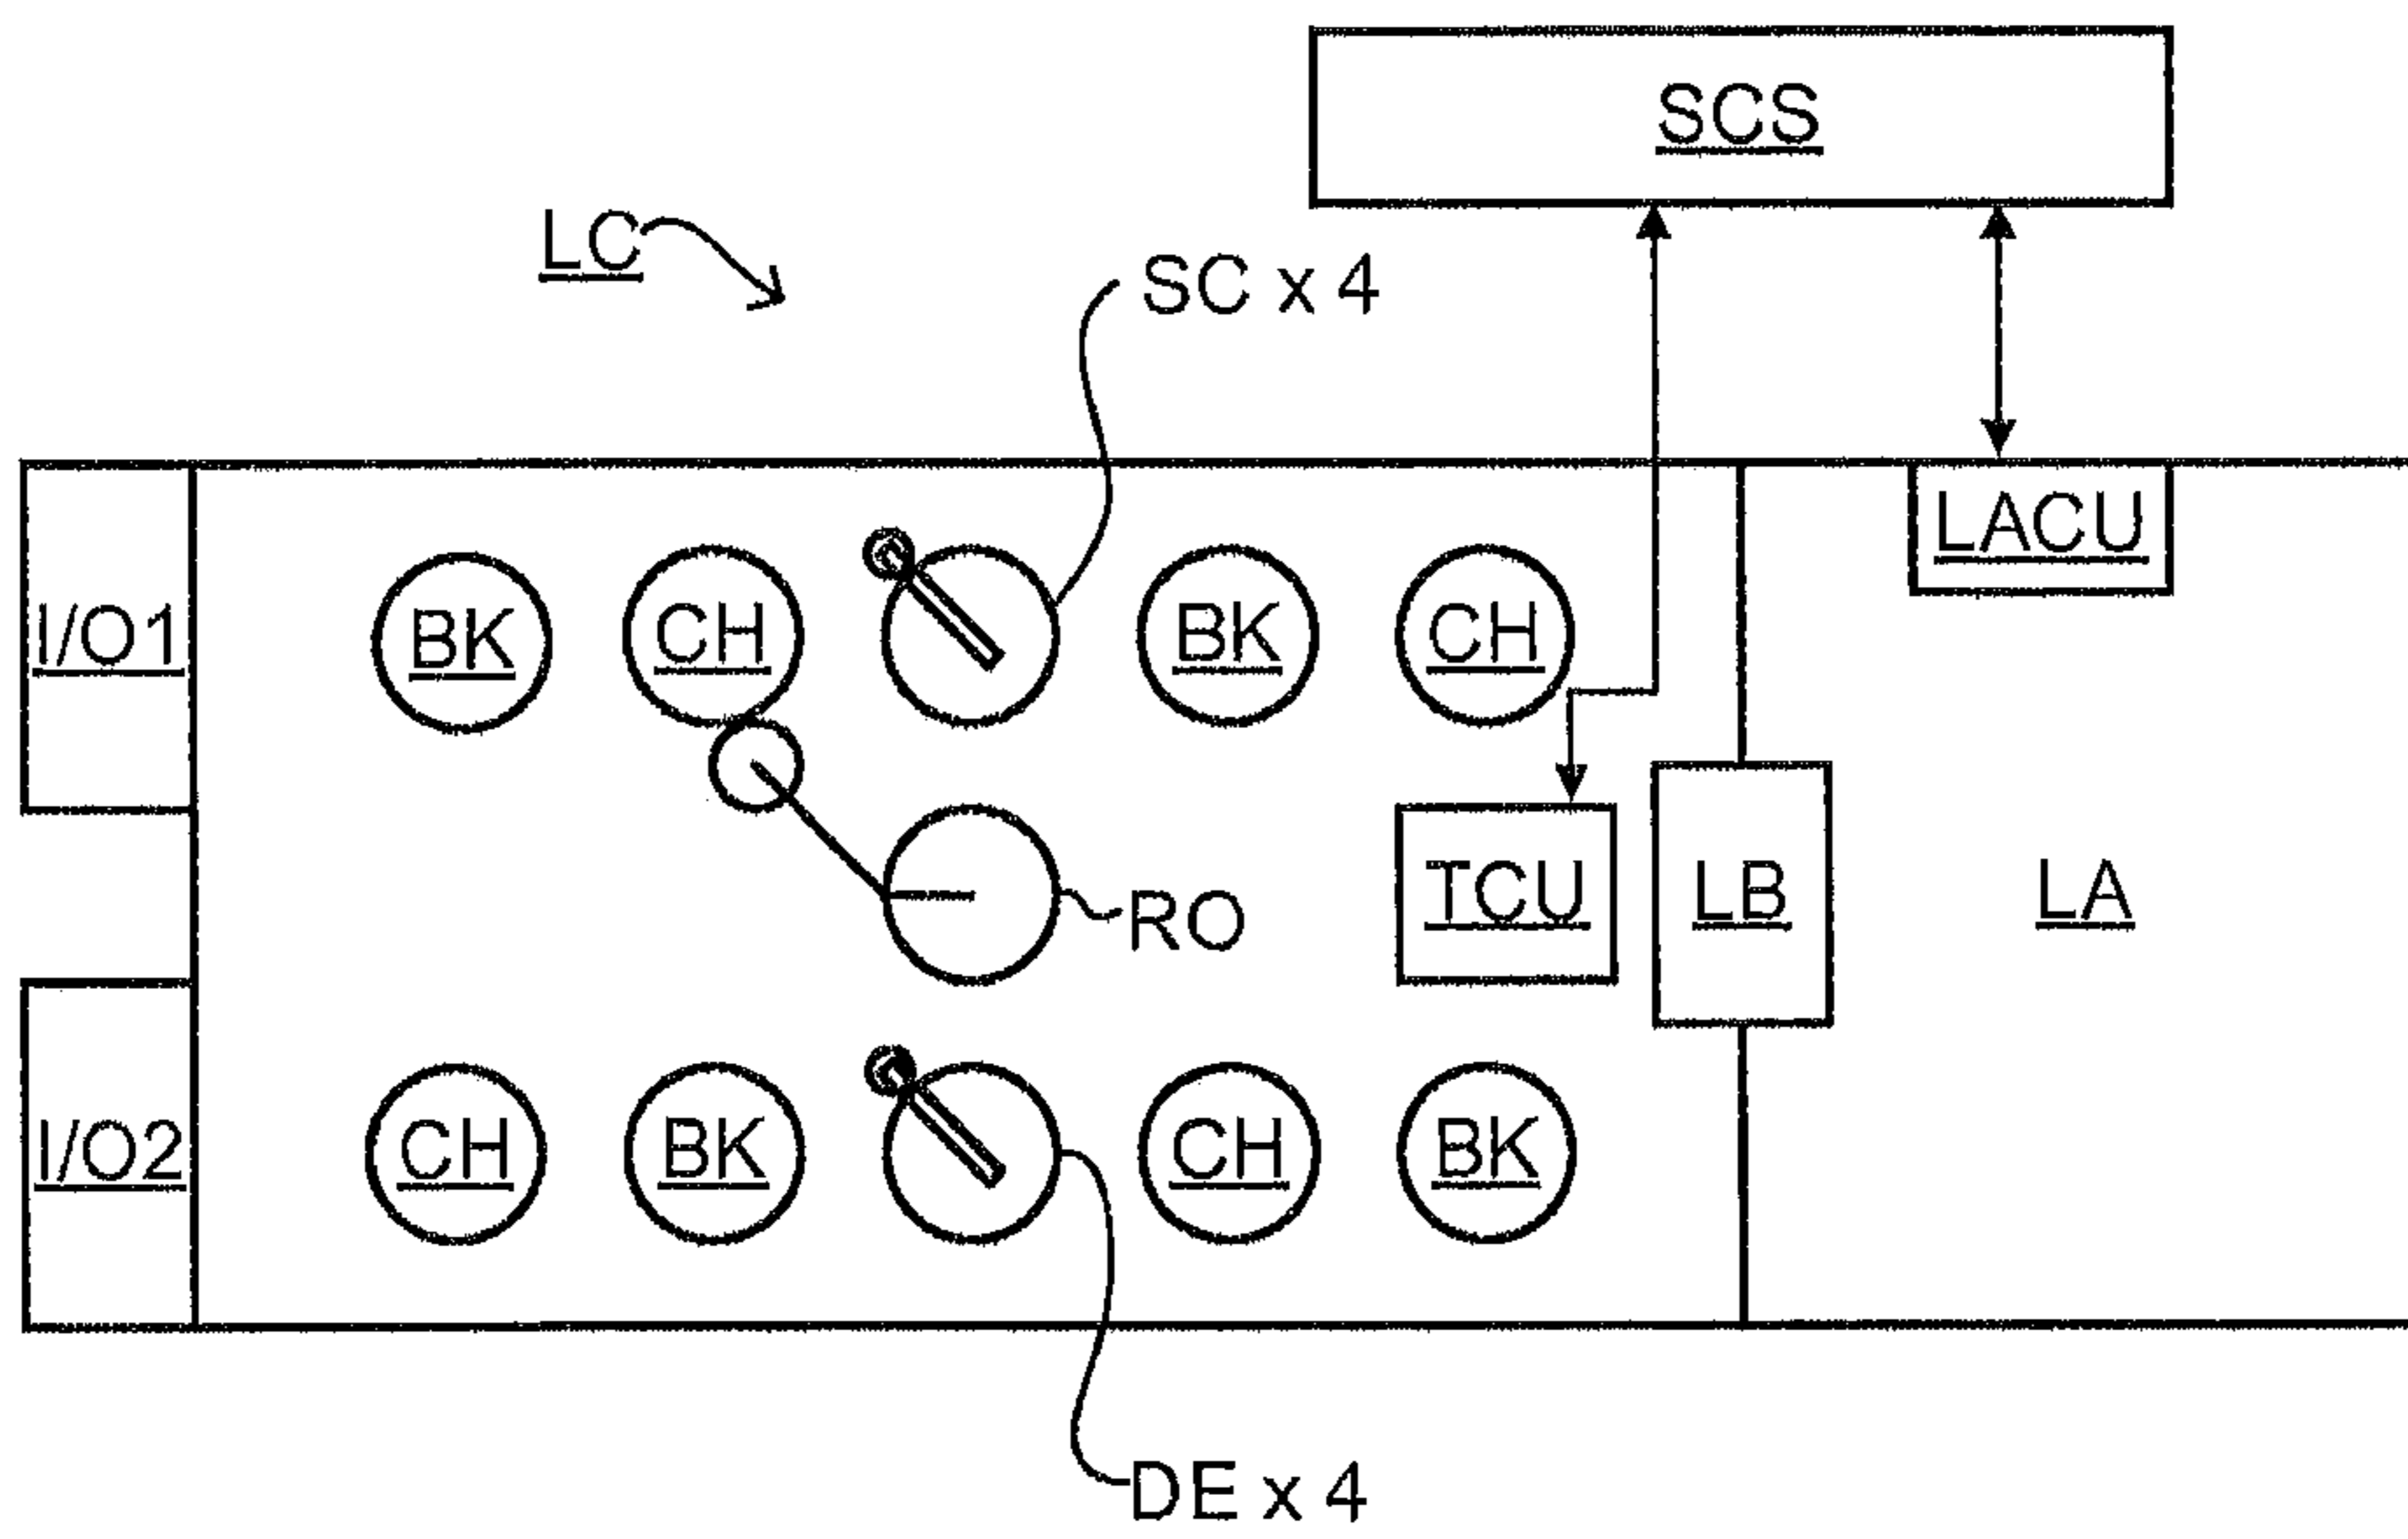 SCS
LC
SC x 4
LACU
I/O1
BK
CH
BK
CH
TCU
LB
LA
RO
I/O2
CH
BK
CH
BK
DE x 4